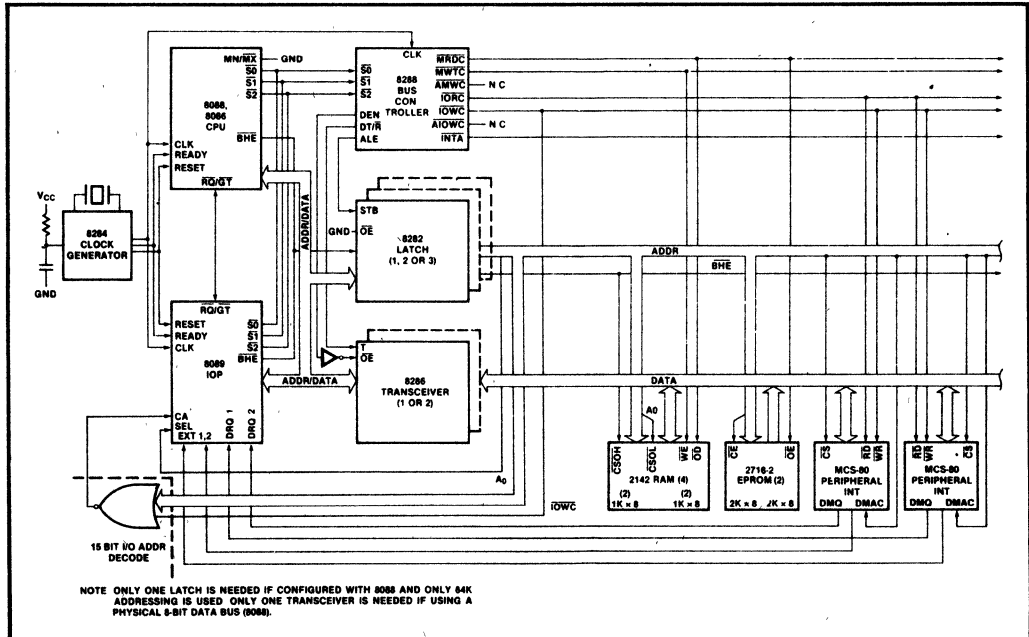 MN/MX
GND
S0
S1
S2
8088,
8086
CPU
BHE
CLK
READY
RESET
RQ/GT
CLK
S0
S1
S2
8288
BUS
CON
TROLLER
DEN
DT/R
ALE
MRDC
MWTC
AMWC
N C
IORC
IOWC
AIOWC
N C
INTA
VCC
8284
CLOCK
GENERATOR
GND
ADDR/DATA
STB
GND
OE
8282
LATCH
(1, 2 OR 3)
ADDR
BHE
RQ/GT
RESET
READY
CLK
S0
S1
S2
BHE
8089
IOP
ADDR/DATA
T
OE
8286
TRANSCEIVER
(1 OR 2)
DATA
CA
SEL
EXT 1,2
DRQ 1
DRQ 2
A0
A0
CSOH
CSOL
WE
OD
2142 RAM (4)
(2)
1K × 8
(2)
1K × 8
CE
OE
2716-2
EPROM (2)
2K × 8
2K × 8
CS
RD
WR
MCS-80
PERIPHERAL
INT
DMQ DMAC
RD
WR
CS
MCS-80
PERIPHERAL
INT
DMQ DMAC
IOWC
15 BIT I/O ADDR
DECODE
NOTE ONLY ONE LATCH IS NEEDED IF CONFIGURED WITH 8088 AND ONLY 64K
ADDRESSING IS USED ONLY ONE TRANSCEIVER IS NEEDED IF USING A
PHYSICAL 8-BIT DATA BUS (8088).